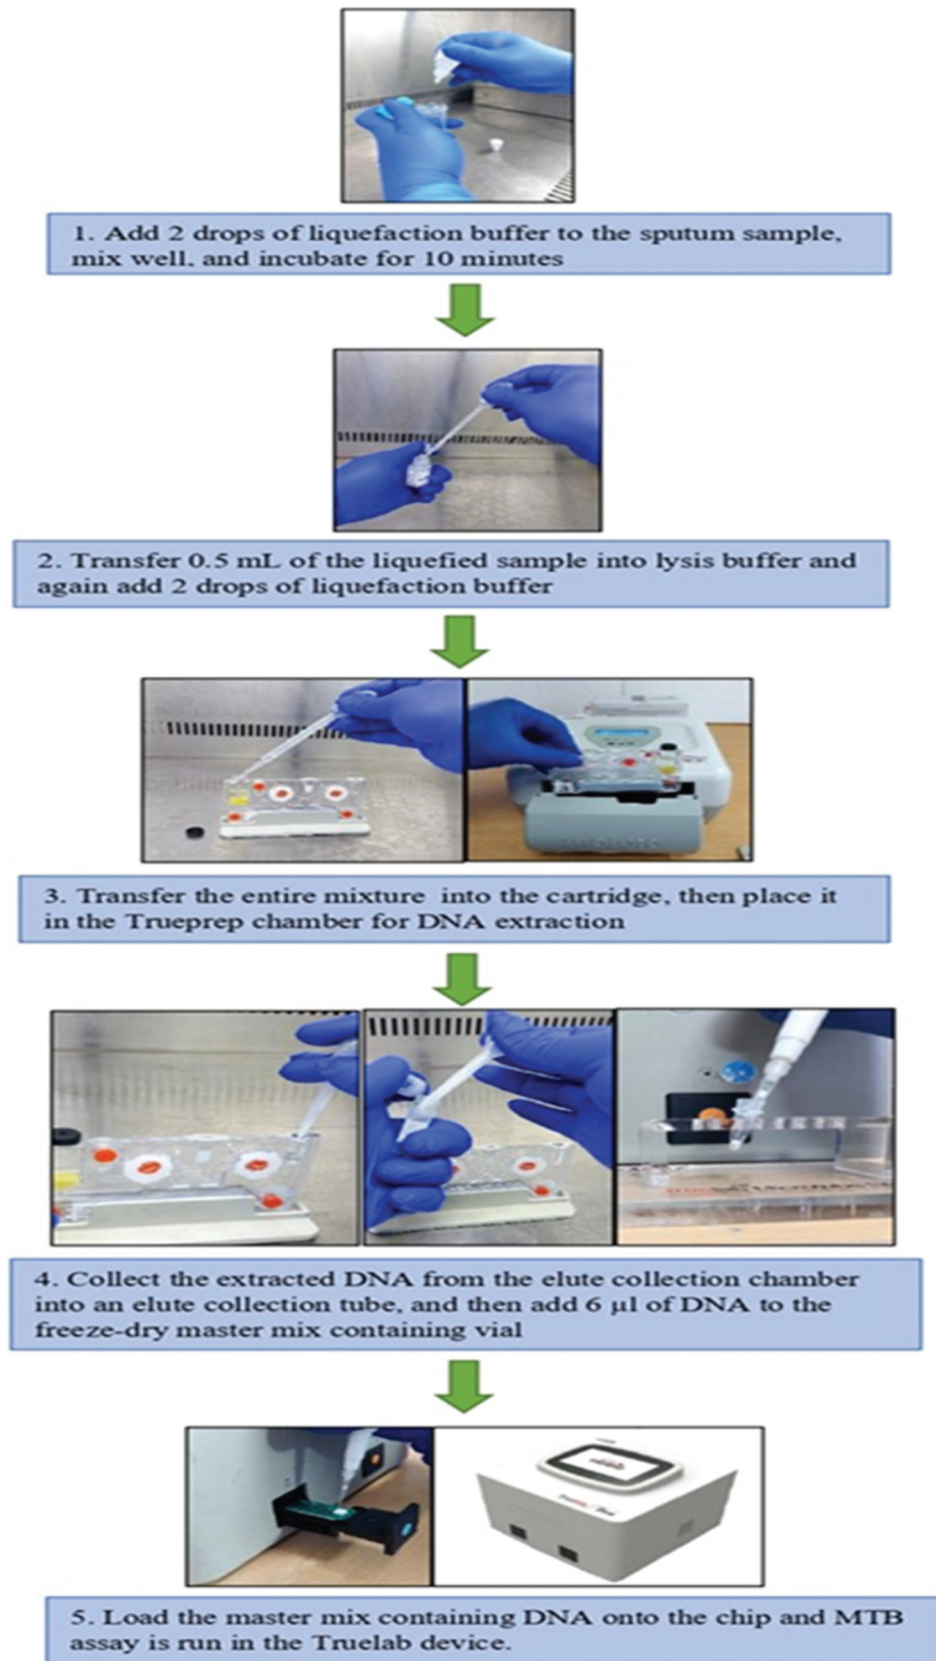 1. Add 2 drops of liquefaction buffer to the sputum sample,
mix well, and incubate for 10 minutes
2. Transfer 0.5 mL of the liquefied sample into lysis buffer and
again add 2 drops of liquefaction buffer
3. Transfer the entire mixture into the cartridge, then place it
in the Trueprep chamber for DNA extraction
4. Collect the extracted DNA from the elute collection chamber
into an elute collection tube, and then add 6 µl of DNA to the
freeze-dry master mix containing vial
5. Load the master mix containing DNA onto the chip and MTB
assay is run in the Truelab device.